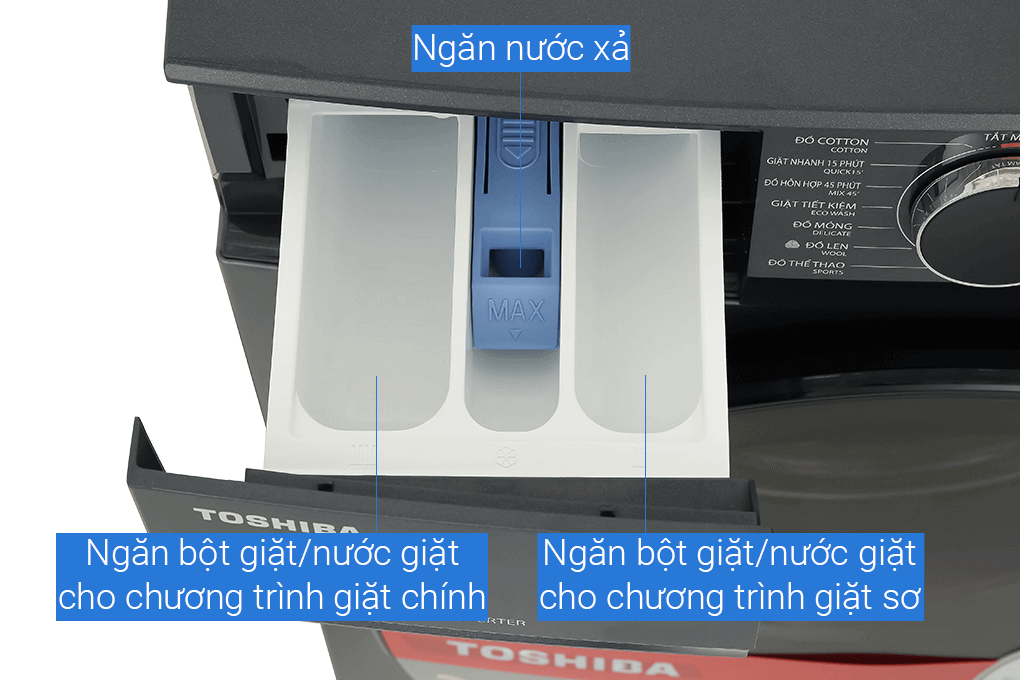 Ngăn nước xả
ĐỒ COTTON
COTTON
TẮT M
GIẶT NHANH 15 PHÚT
QUICK15'
ĐỒ HỖN HỢP 45 PHÚT
MIX 45'
GIẶT TIẾT KIỆM
ECO WASH
ĐỒ MỎNG
DELICATE
ĐỒ LEN
WOOL
ĐỒ THỂ THAO
SPORTS
MAX
II
I
TOSHIBA
Ngăn bột giặt/nước giặt
cho chương trình giặt chính
Ngăn bột giặt/nước giặt
cho chương trình giặt sơ
RTER
TOSHIBA